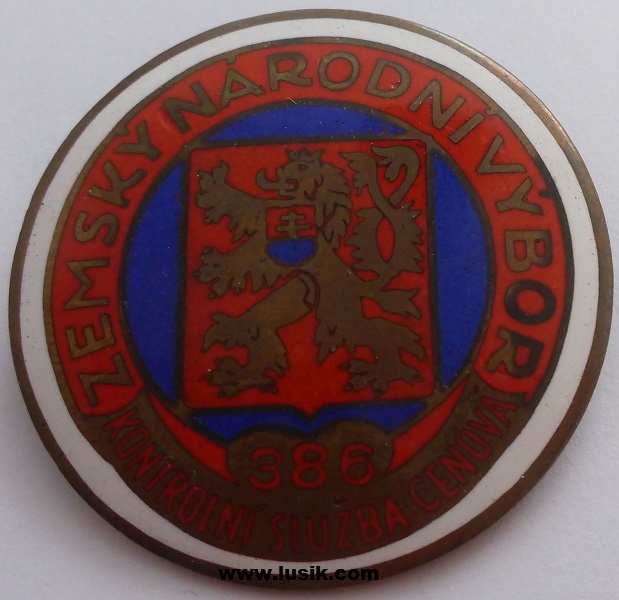 ZEMSKÝ NÁRODNÍ VÝBOR
386
KONTROLNÍ SLUŽBA CENOVÁ
www.lusik.com